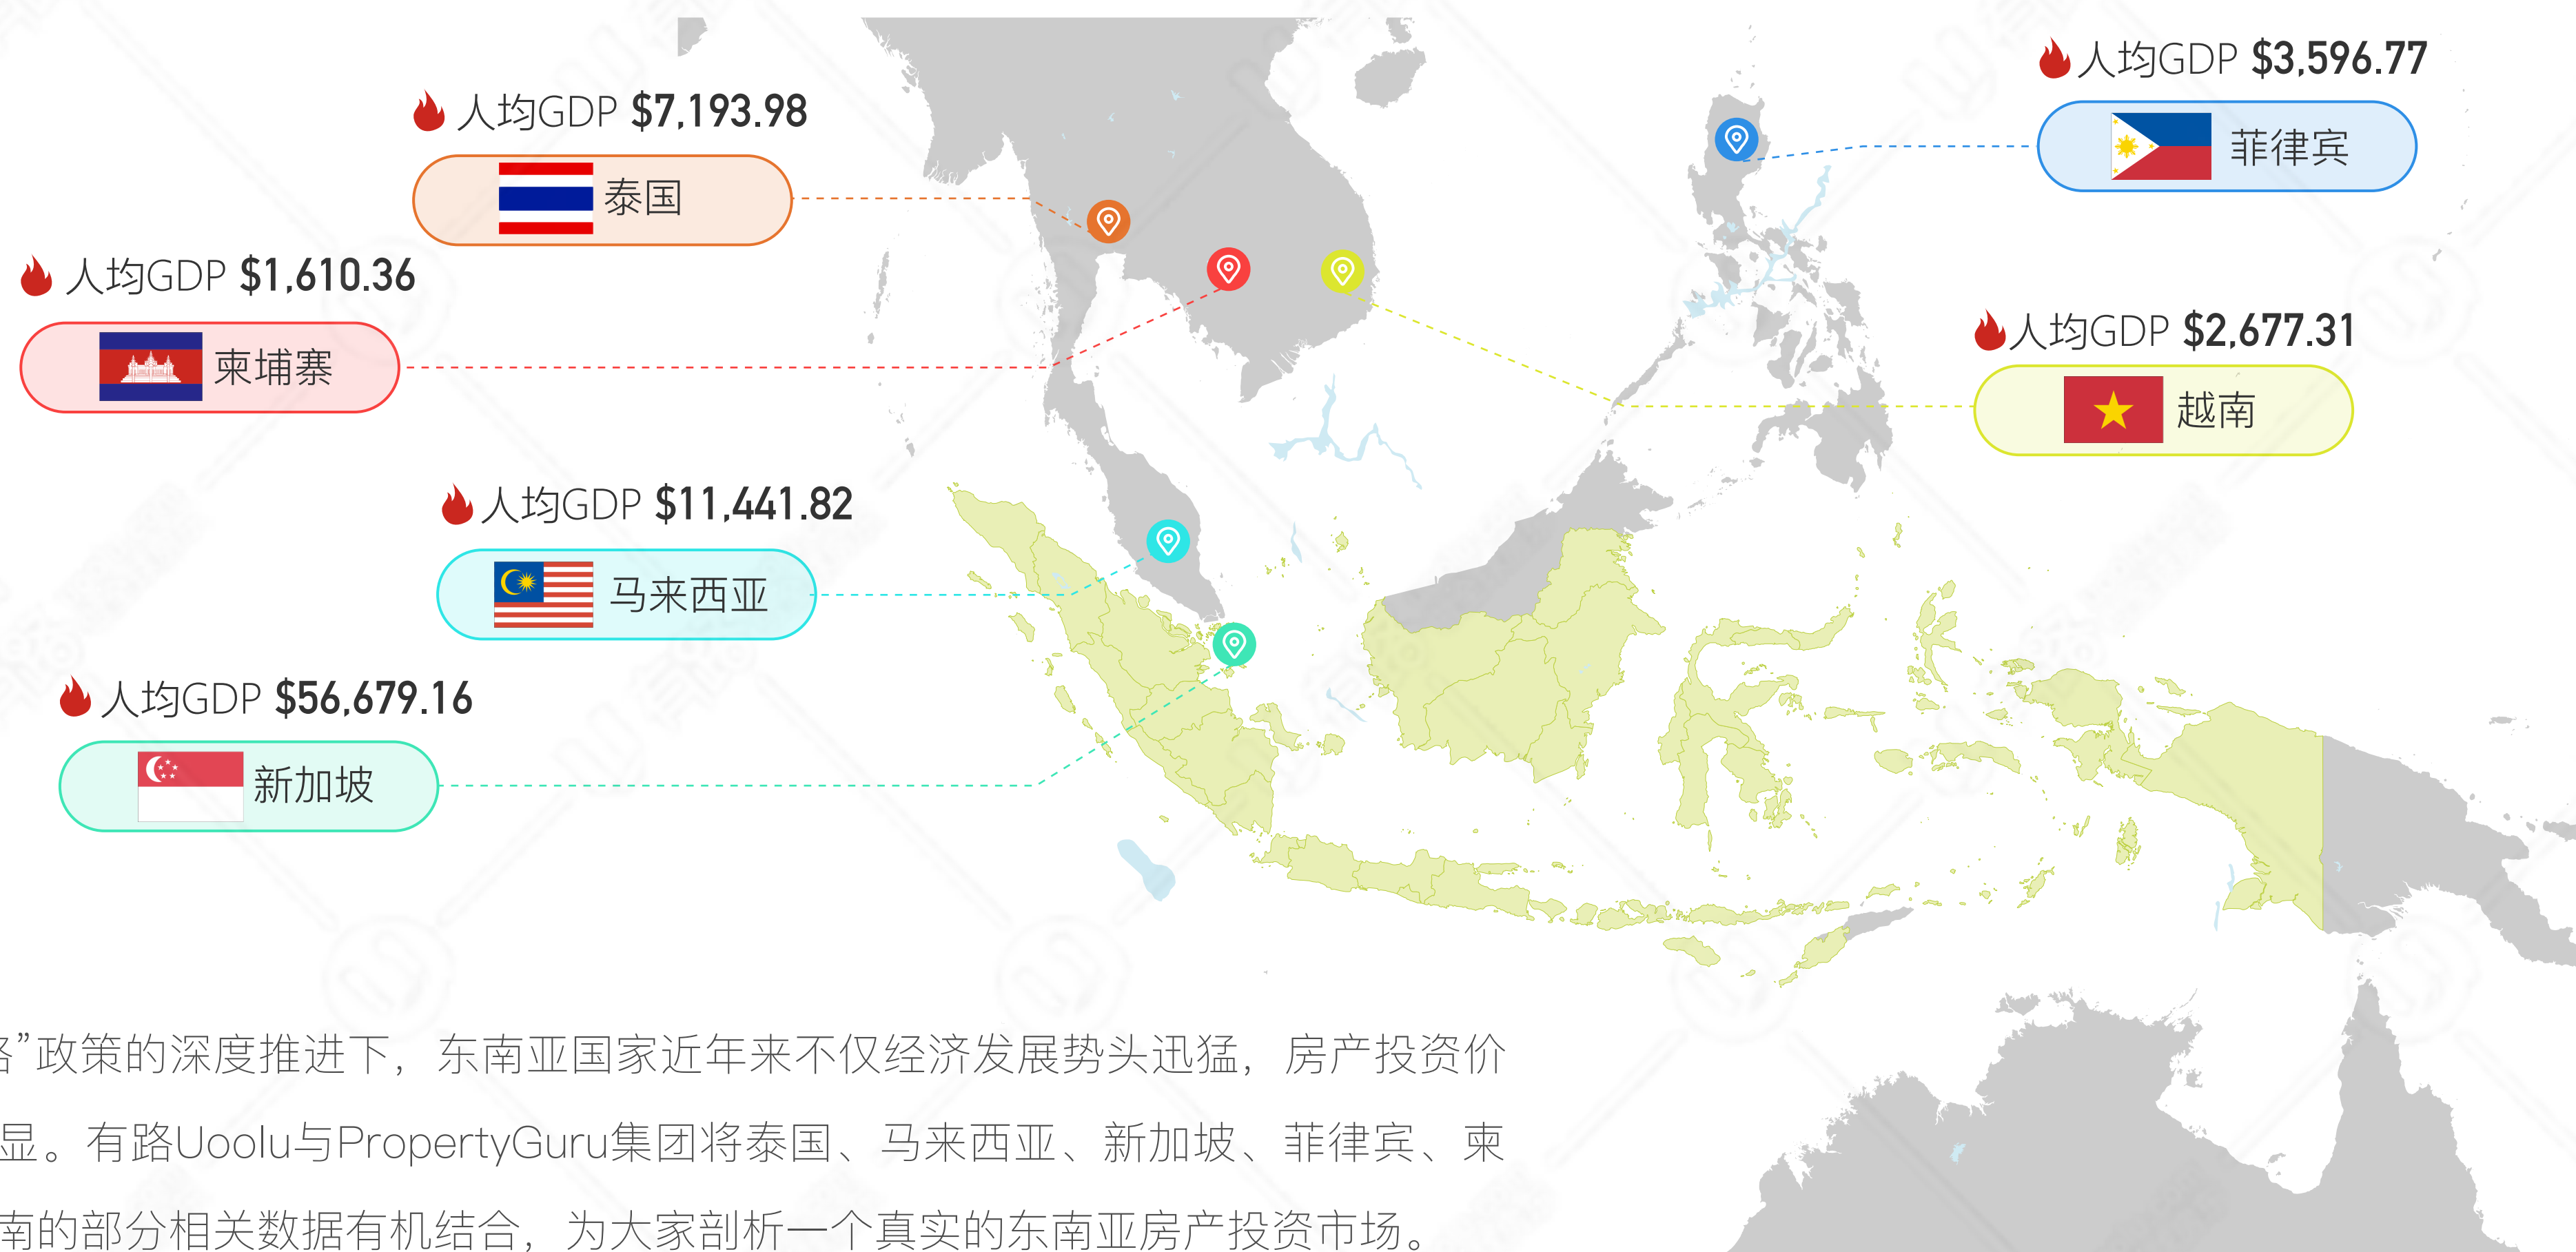 人均GDP $3,596.77
菲律宾
人均GDP $7,193.98
泰国
人均GDP $1,610.36
柬埔寨
人均GDP $2,677.31
越南
人均GDP $11,441.82
马来西亚
人均GDP $56,679.16
新加坡
”政策的深度推进下，东南亚国家近年来不仅经济发展势头迅猛，房产投资价
显。有路Uoolu与PropertyGuru集团将泰国、马来西亚、新加坡、菲律宾、柬
南的部分相关数据有机结合，为大家剖析一个真实的东南亚房产投资市场。